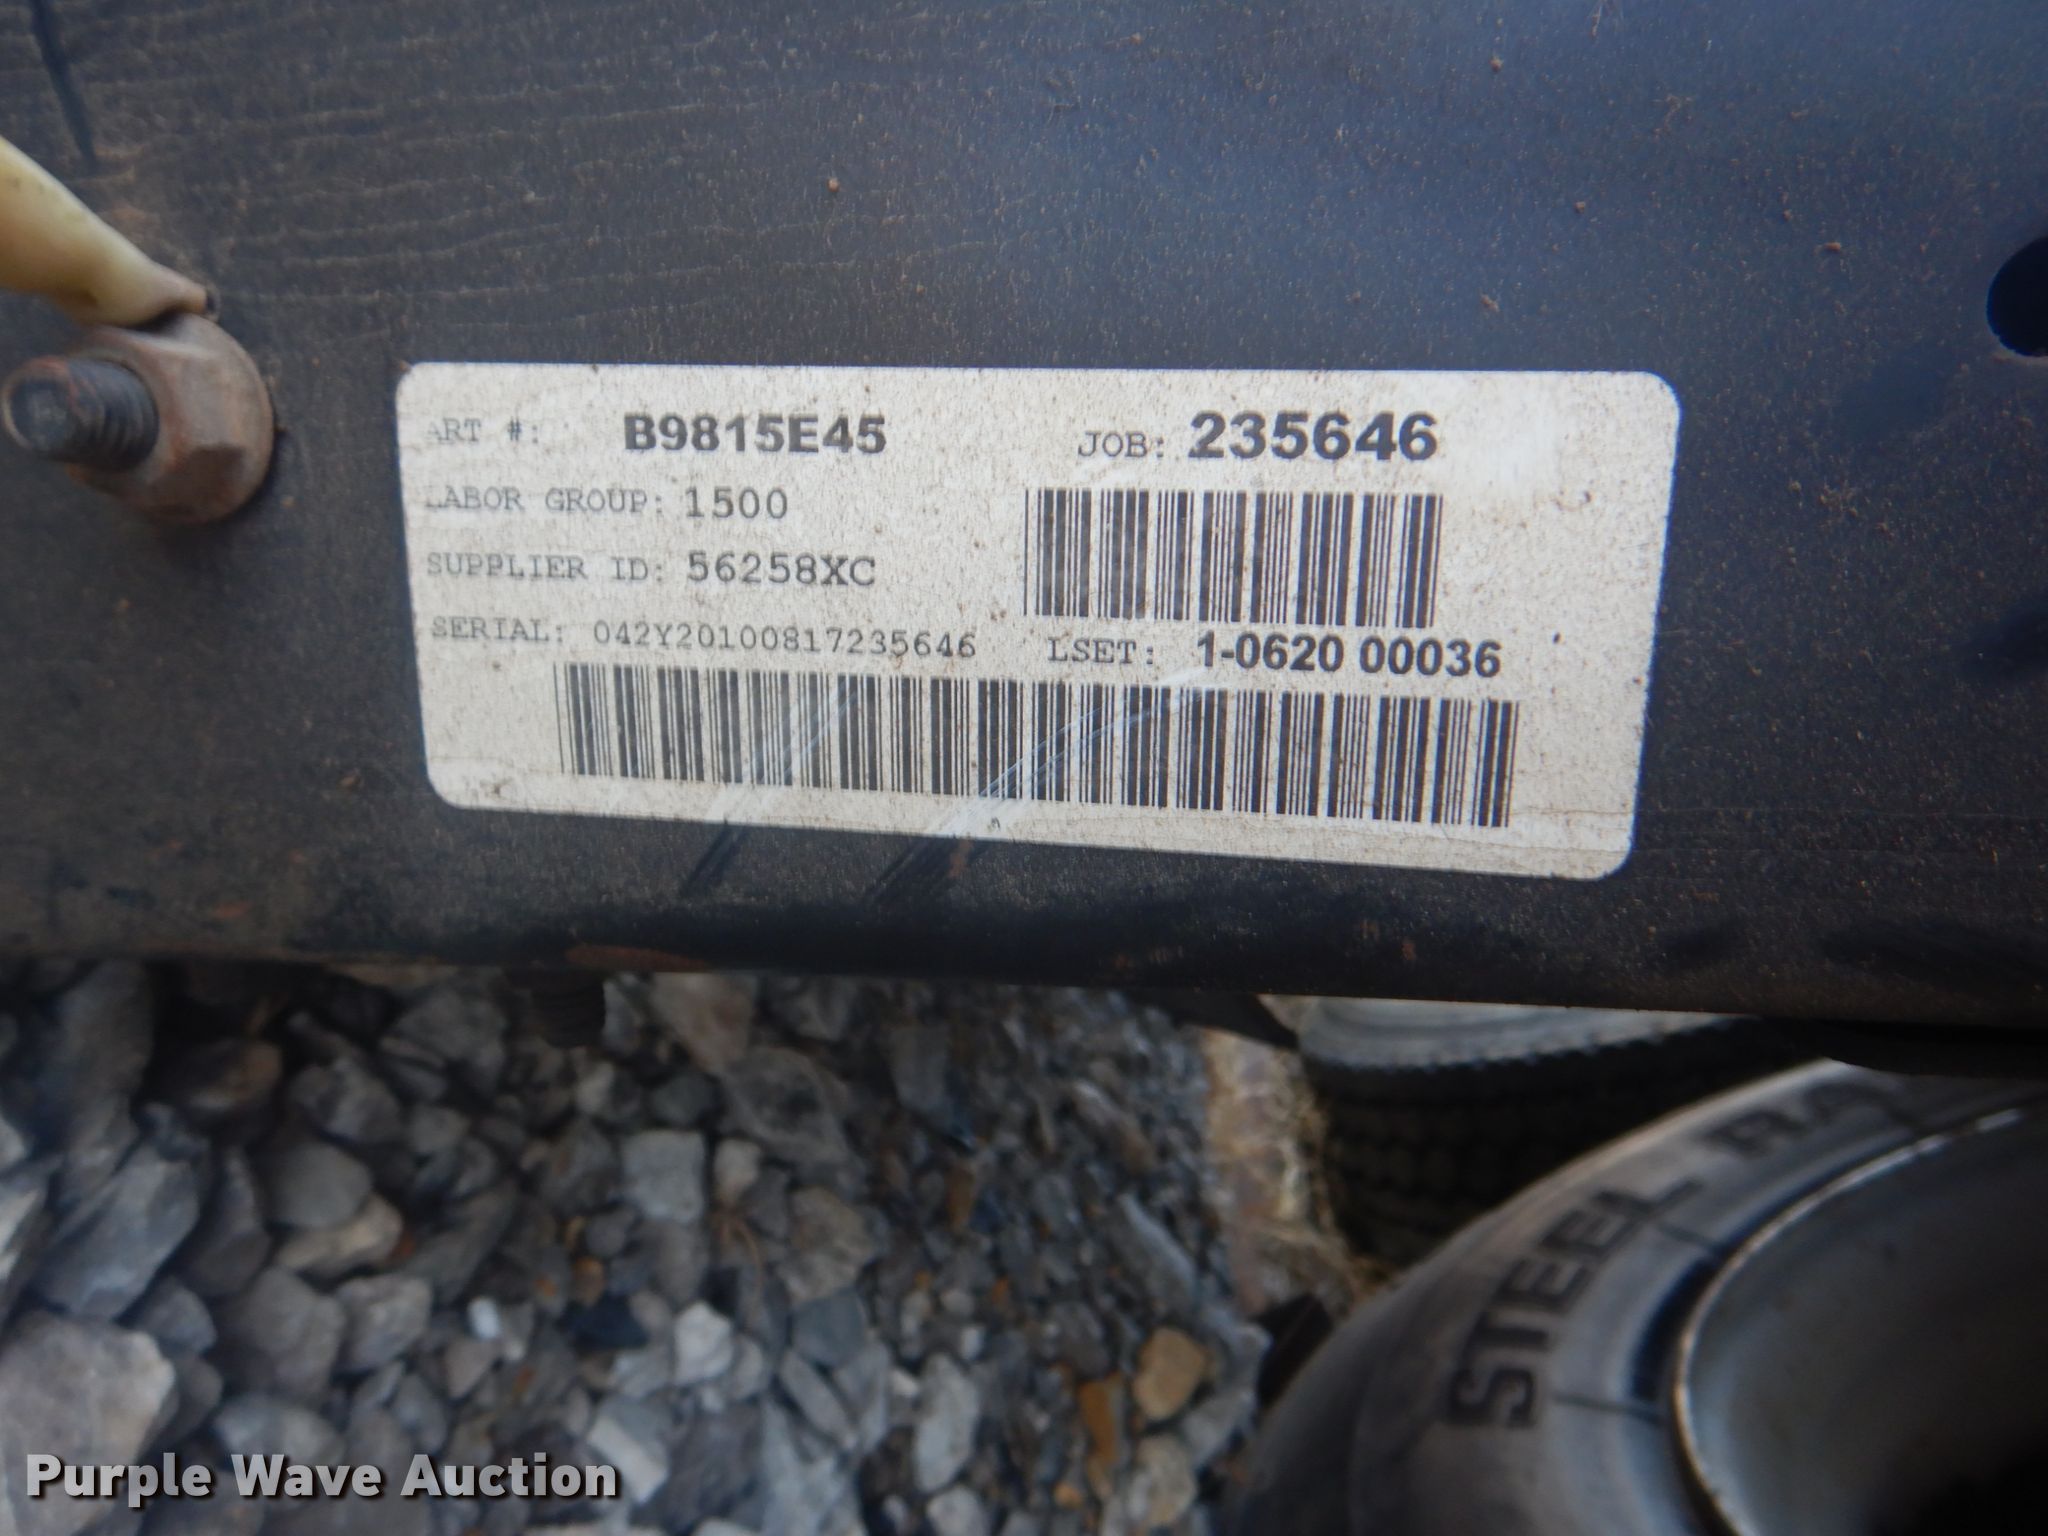 ART #: B9815E45
JOB: 235646
LABOR GROUP: 1500
SUPPLIER ID: 56258XC
SERIAL: 042Y20100817235646
LSET: 1-0620 00036
STEEL RA
Purple Wave Auction